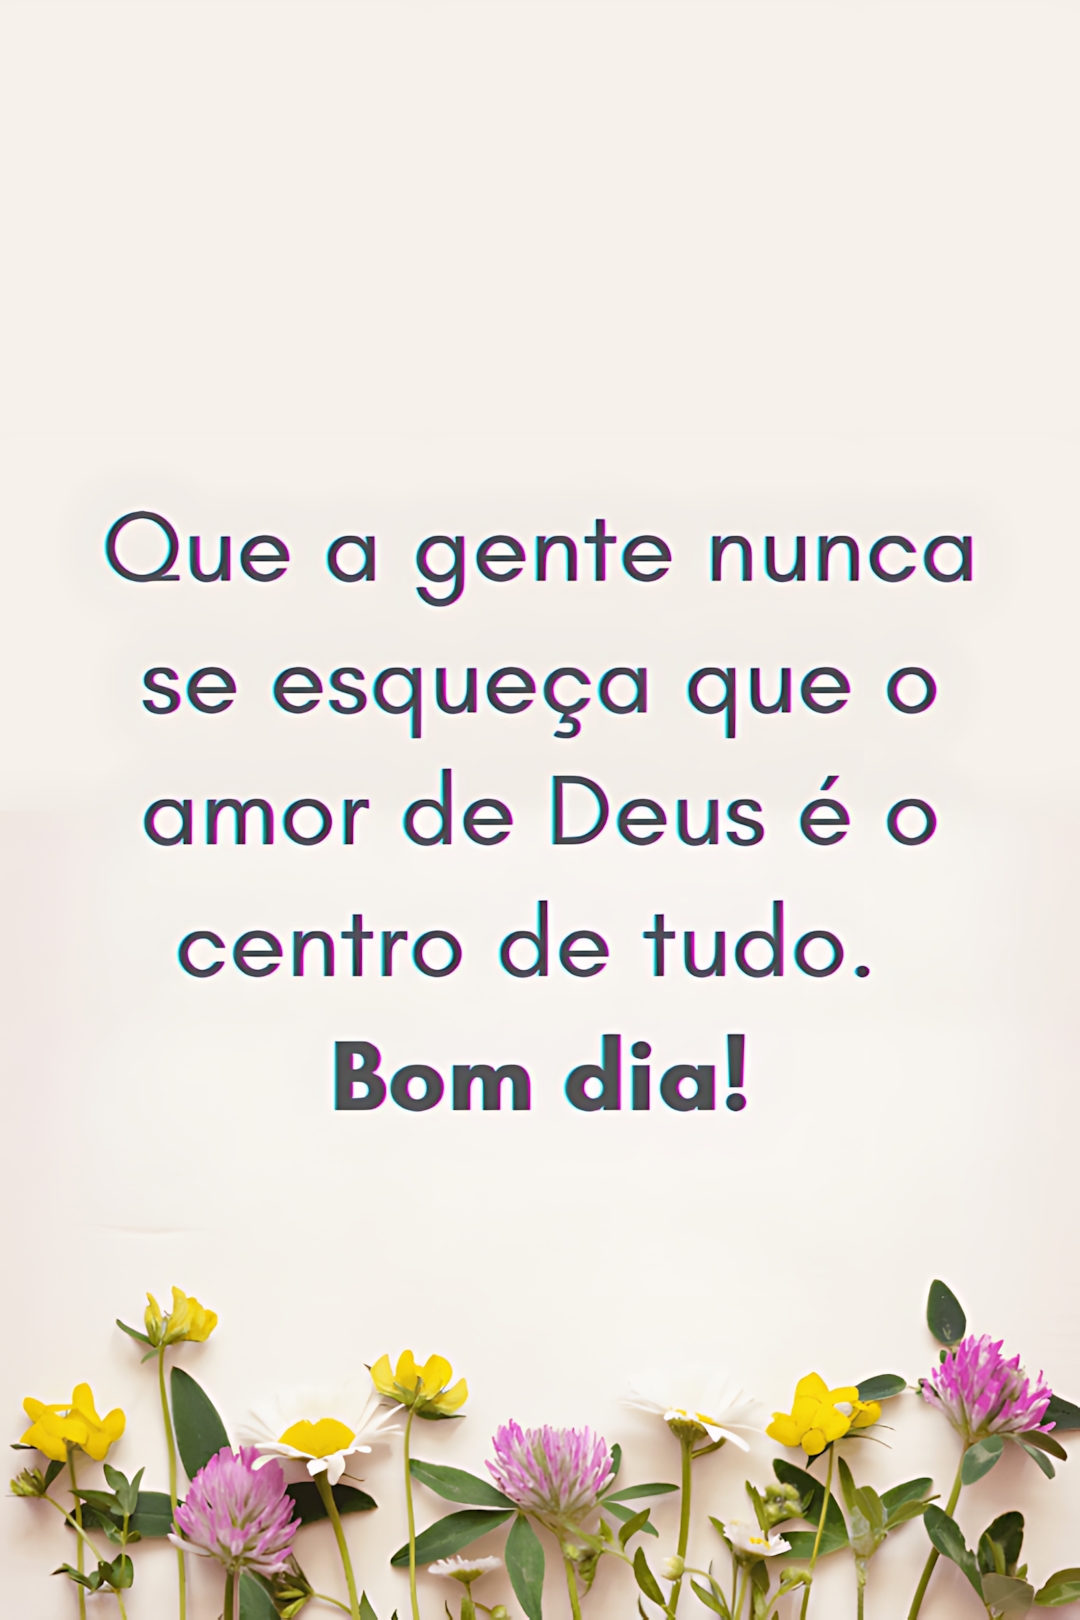 Que a gente nunca
se esqueça que o
amor de Deus é o
centro de tudo.
Bom dia!